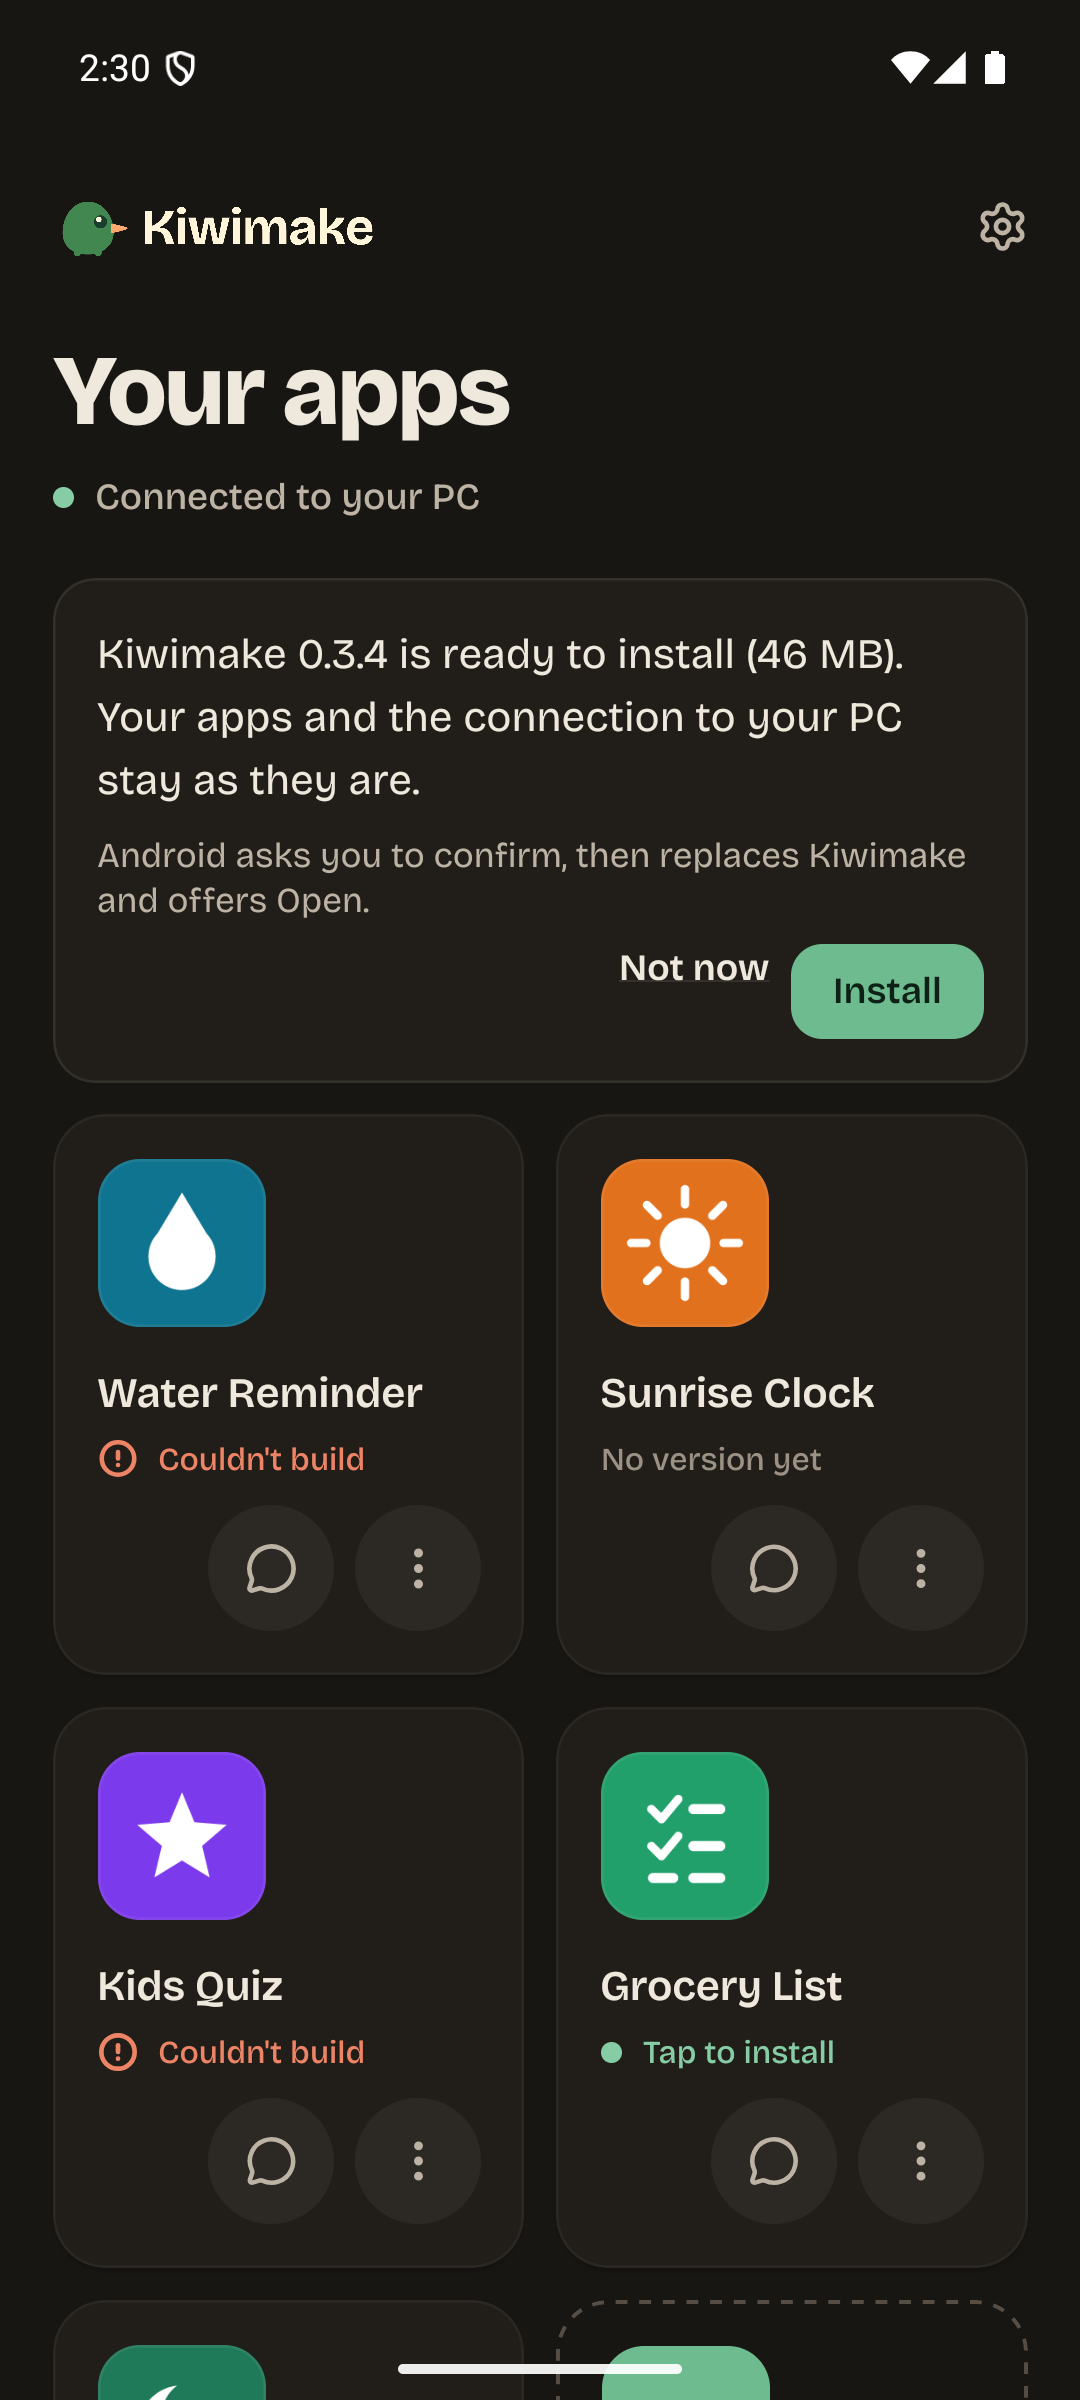 2:30
Kiwimake
Your apps
Connected to your PC
Kiwimake 0.3.4 is ready to install (46 MB).
Your apps and the connection to your PC
stay as they are.
Android asks you to confirm, then replaces Kiwimake
and offers Open.
Not now
Install
Water Reminder
Couldn't build
Sunrise Clock
No version yet
Kids Quiz
Couldn't build
Grocery List
Tap to install